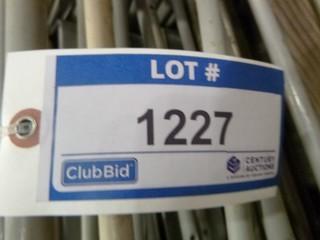 LOT #
1227
ClubBid
CENTURY
AUCTIONS